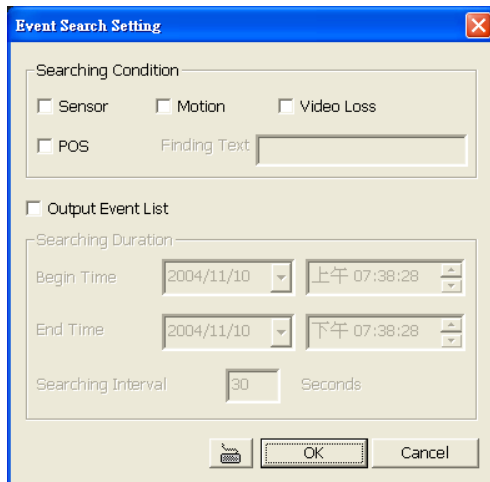 Event Search Setting
Searching Condition
Sensor Motion Video Loss
POS Finding Text
Output Event List
Searching Duration
Begin Time 2004/11/10 上午 07:38:28
End Time 2004/11/10 下午 07:38:28
Searching Interval 30 Seconds
OK Cancel